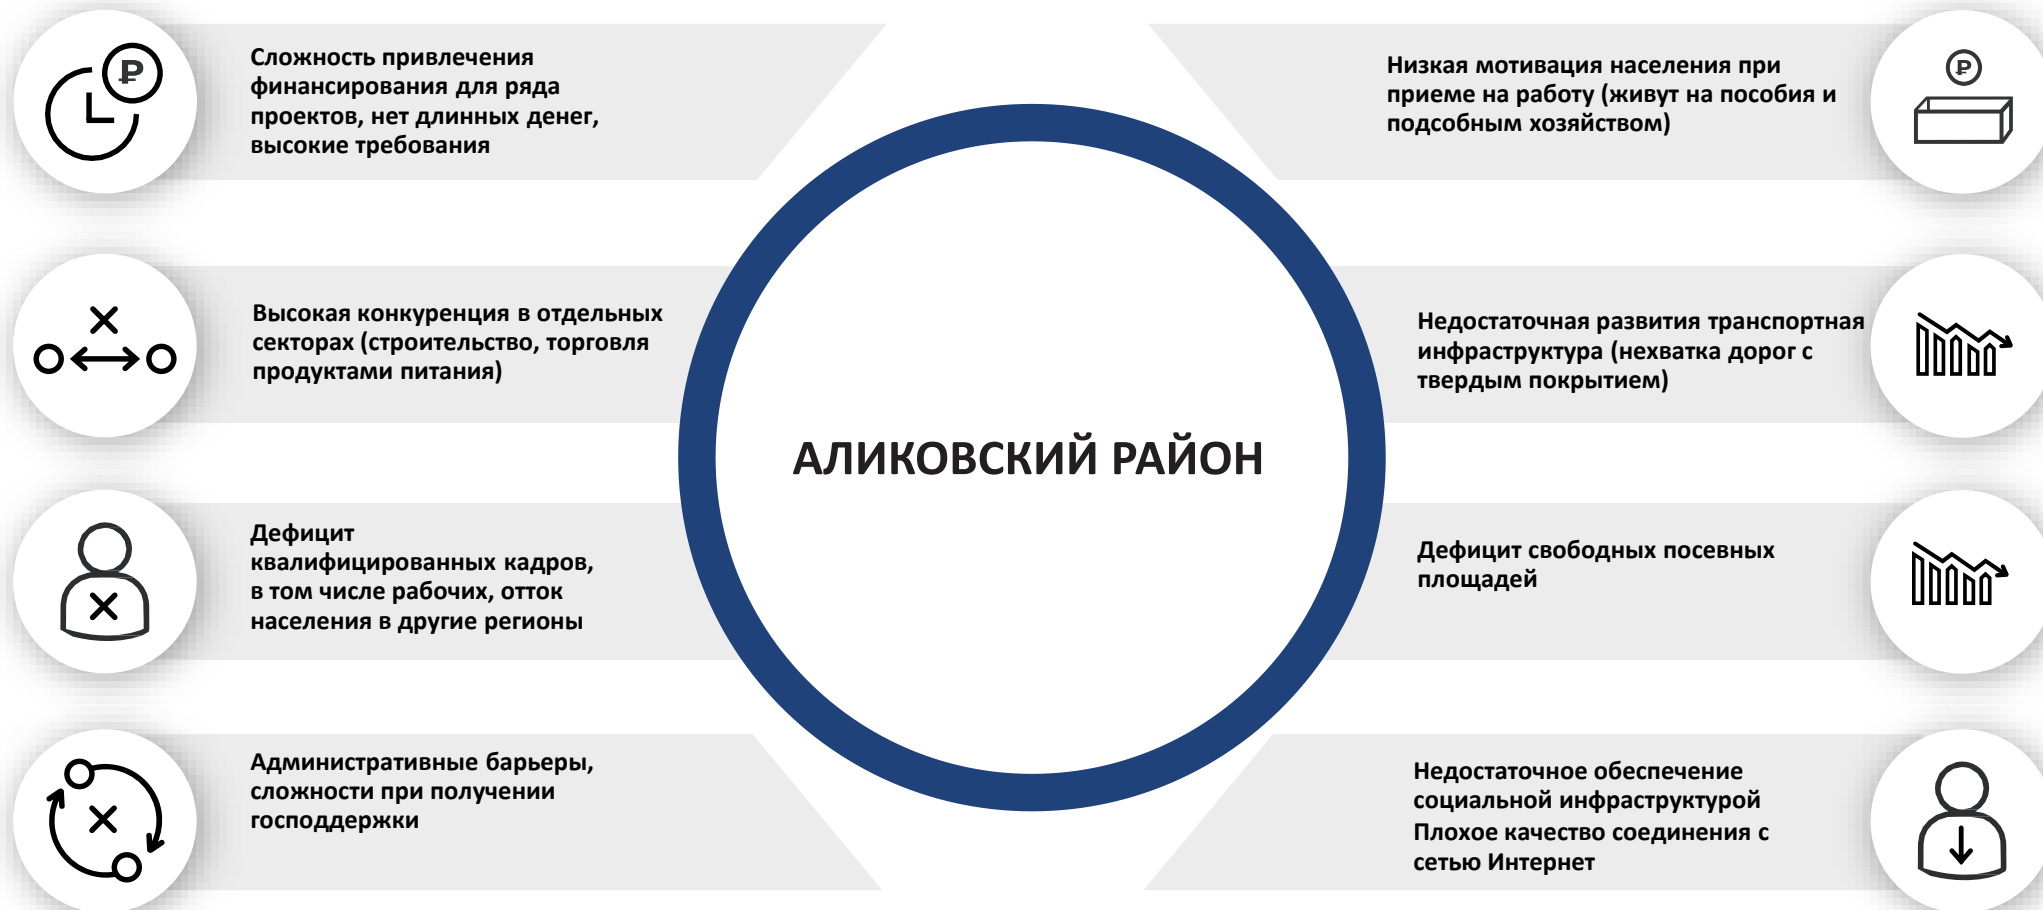 Сложность привлечения
финансирования для ряда
проектов, нет длинных денег,
высокие требования
Высокая конкуренция в отдельных
секторах (строительство, торговля
продуктами питания)
Дефицит
квалифицированных кадров,
в том числе рабочих, отток
населения в другие регионы
Административные барьеры,
сложности при получении
господдержки
АЛИКОВСКИЙ РАЙОН
Низкая мотивация населения при
приеме на работу (живут на пособия и
подсобным хозяйством)
Недостаточная развития транспортная
инфраструктура (нехватка дорог с
твердым покрытием)
Дефицит свободных посевных
площадей
Недостаточное обеспечение
социальной инфраструктурой
Плохое качество соединения с
сетью Интернет